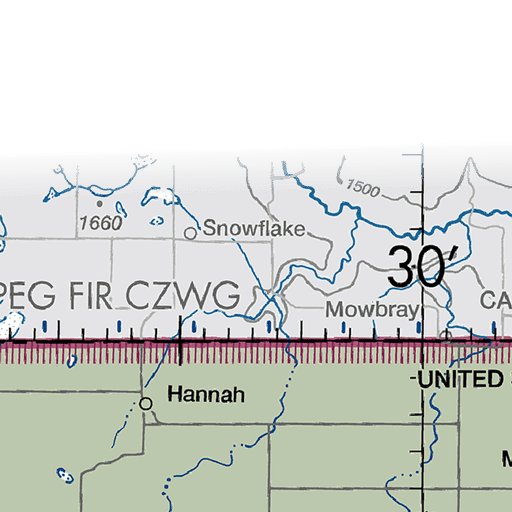 1500
1660
Snowflake
30′
PEG FIR CZWG
Mowbray
CA
UNITED
Hannah
M